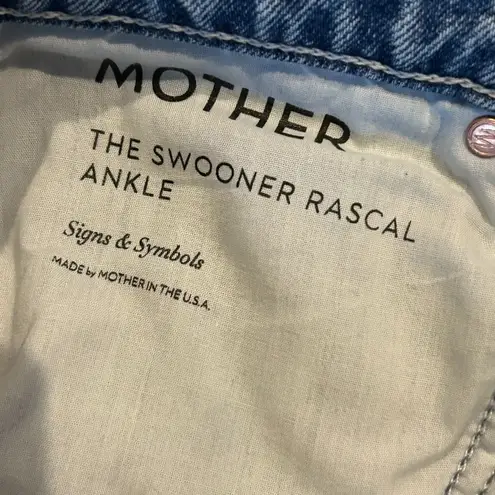 MOTHER
THE SWOONER RASCAL
ANKLE
Signs & Symbols
MADE by MOTHER IN THE U.S.A.